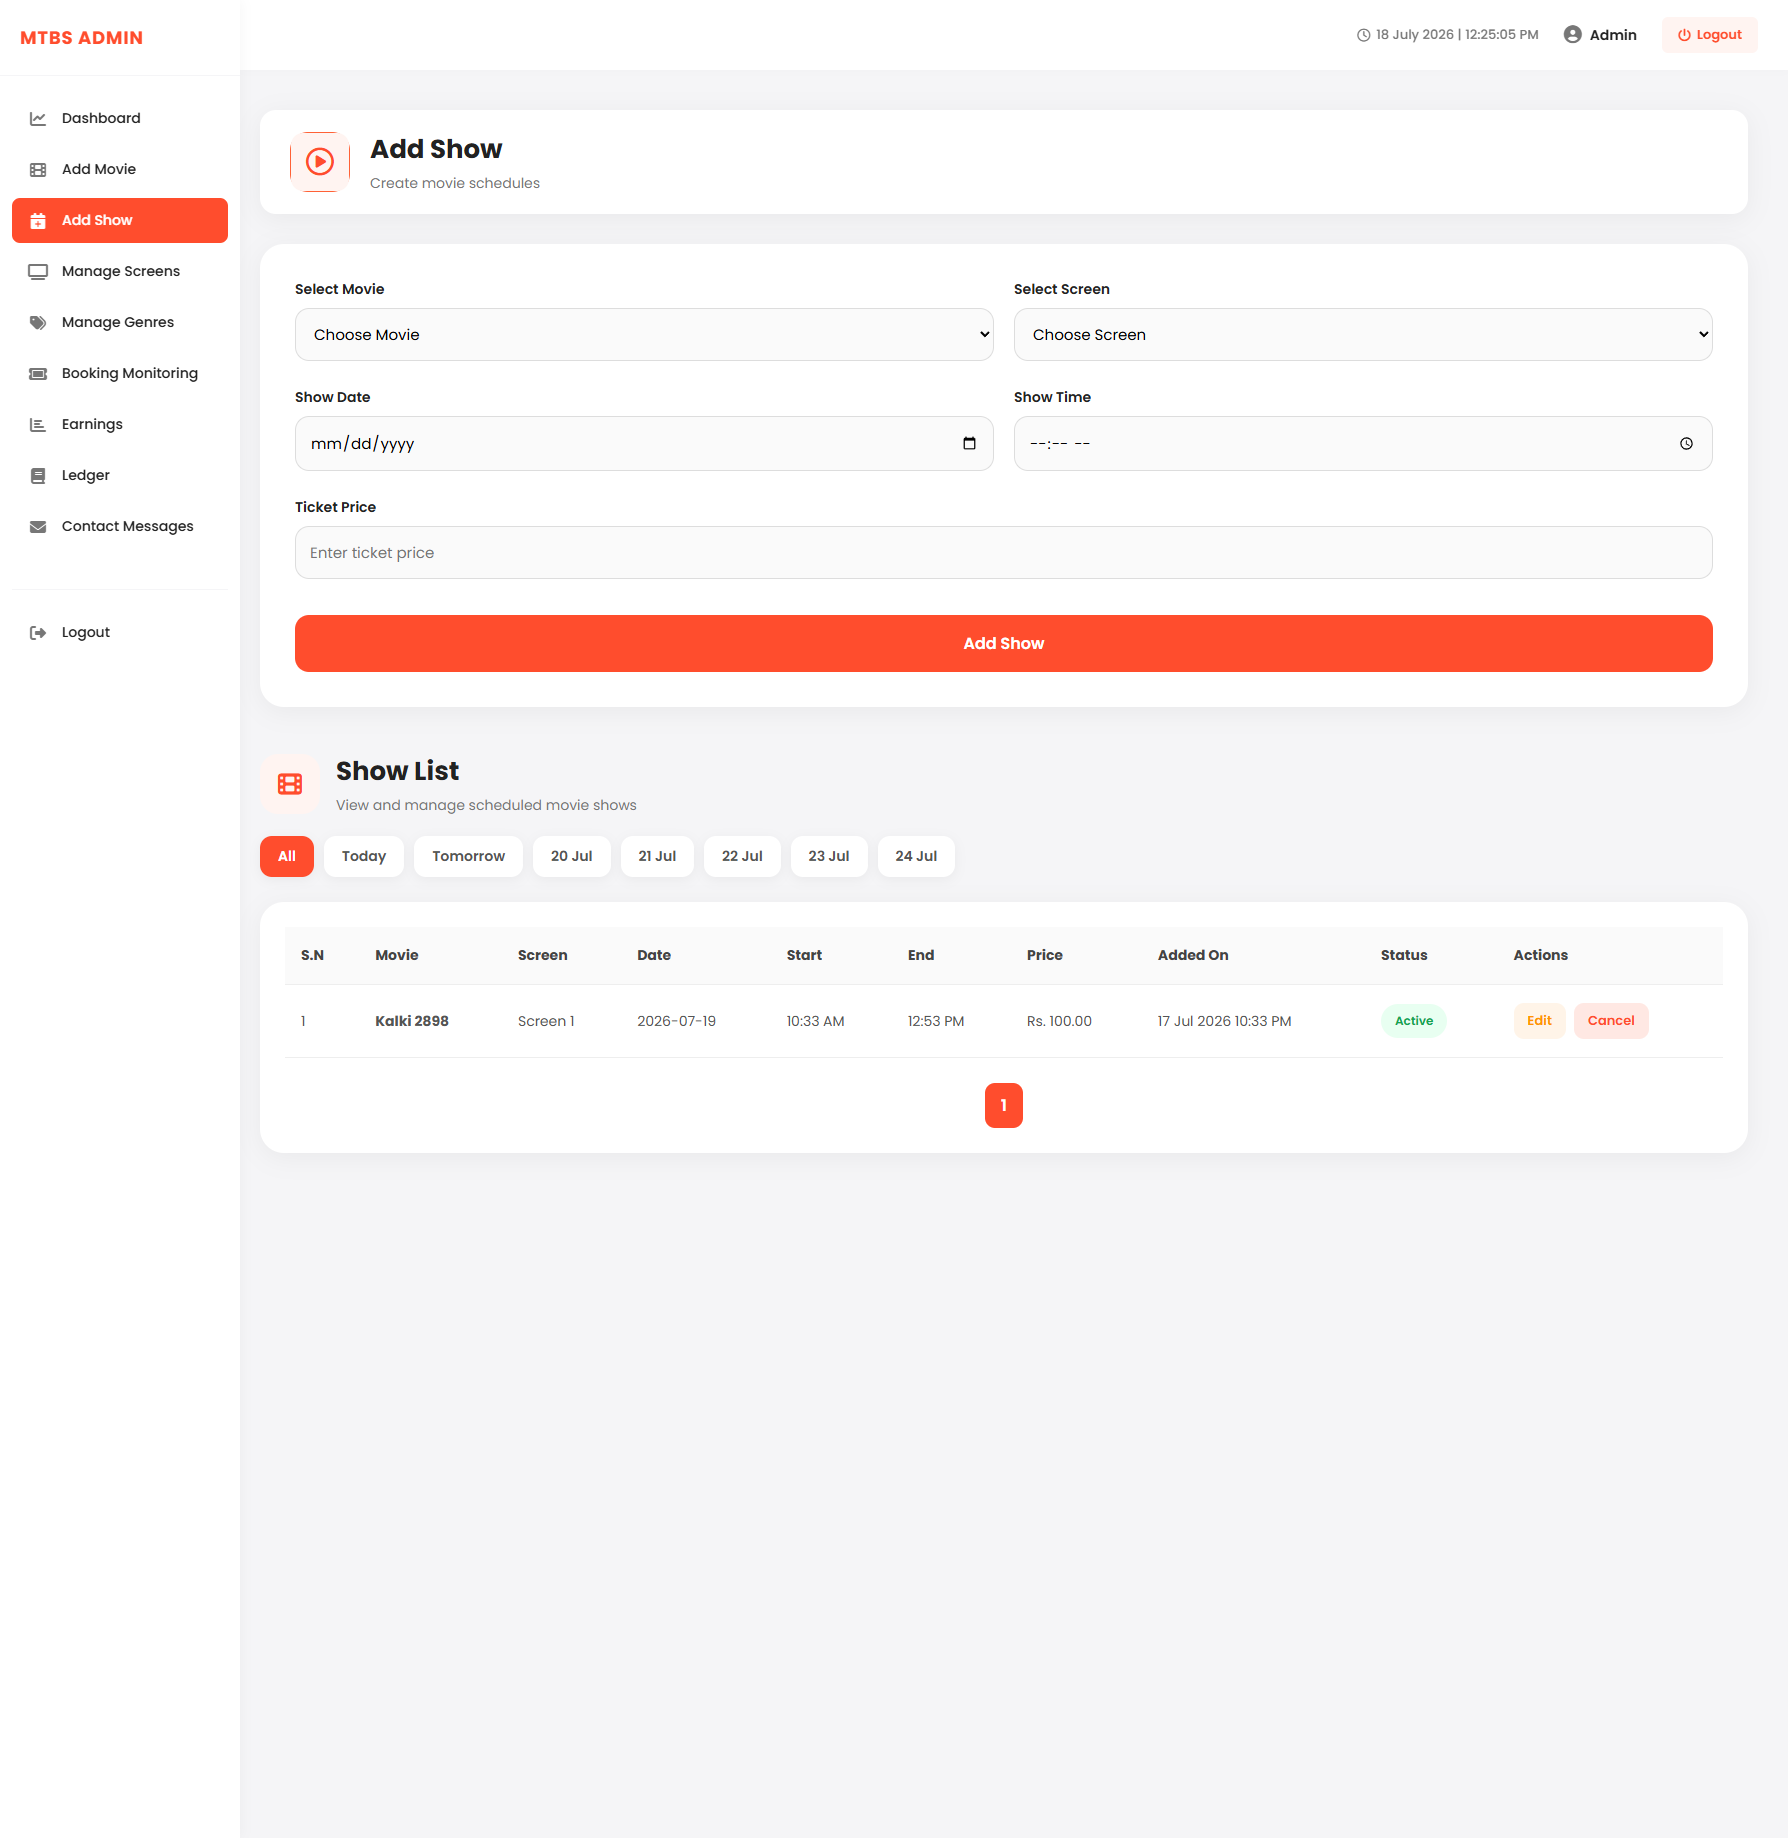 MTBS ADMIN
18 July 2026 | 12:25:05 PM
Admin
Logout
Dashboard
Add Movie
Add Show
Manage Screens
Manage Genres
Booking Monitoring
Earnings
Ledger
Contact Messages
Logout
Add Show
Create movie schedules
Select Movie
Select Screen
Choose Movie
Choose Screen
Show Date
Show Time
mm/dd/yyyy
--:-- --
Ticket Price
Enter ticket price
Add Show
Show List
View and manage scheduled movie shows
All Today Tomorrow 20 Jul 21 Jul 22 Jul 23 Jul 24 Jul
S.N Movie Screen Date Start End Price Added On Status Actions
1 Kalki 2898 Screen 1 2026-07-19 10:33 AM 12:53 PM Rs. 100.00 17 Jul 2026 10:33 PM Active Edit Cancel
1